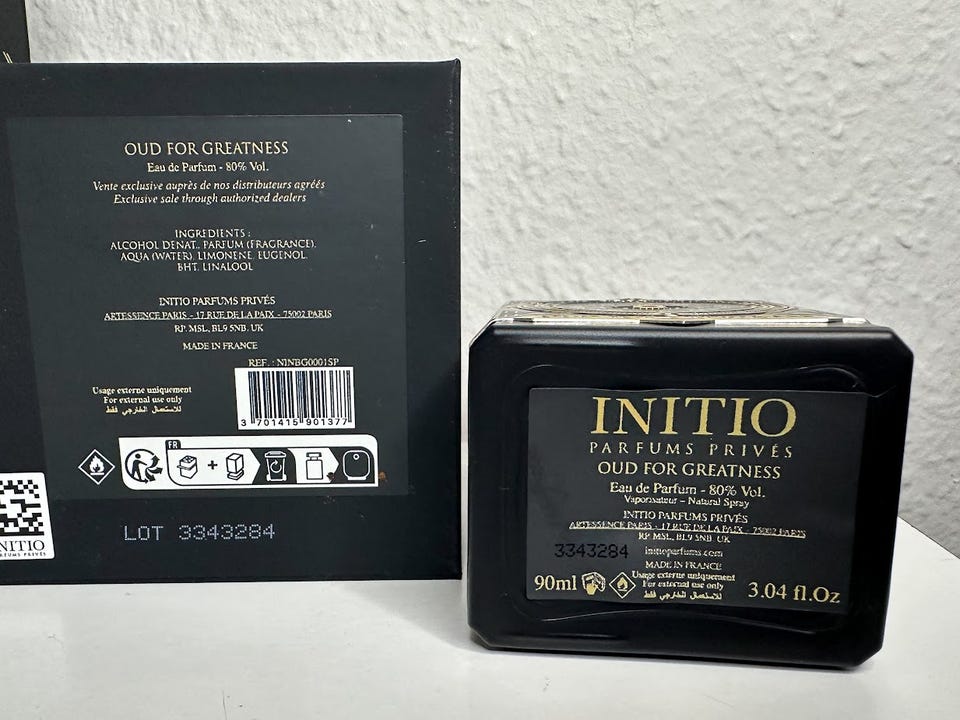 OUD FOR GREATNESS
Eau de Parfum - 80% Vol.
Vente exclusive auprès de nos distributeurs agréés
Exclusive sale through authorized dealers
INGREDIENTS :
ALCOHOL DENAT., PARFUM (FRAGRANCE),
AQUA (WATER), LIMONENE, EUGENOL,
BHT, LINALOOL
INITIO PARFUMS PRIVÉS
ARTESSENCE PARIS - 17 RUE DE LA PAIX - 75002 PARIS
RP. MSL, BL9 5NB. UK
MADE IN FRANCE
REF. : NINBG0001SP
Usage externe uniquement
For external use only
للاستعمال الخارجي فقط
3 701415 901377
FR
LOT 3343284
INITIO
PARFUMS PRIVÉS
INITIO
PARFUMS PRIVÉS
OUD FOR GREATNESS
Eau de Parfum - 80% Vol.
Vaporisateur - Natural Spray
INITIO PARFUMS PRIVÉS
ARTESSENCE PARIS - 17 RUE DE LA PAIX - 75002 PARIS
RP. MSL, BL9 5NB UK
3343284 initioparfums.com
MADE IN FRANCE
Usage externe uniquement
For external use only
للاستعمال الخارجي فقط
90ml 3.04 fl.Oz